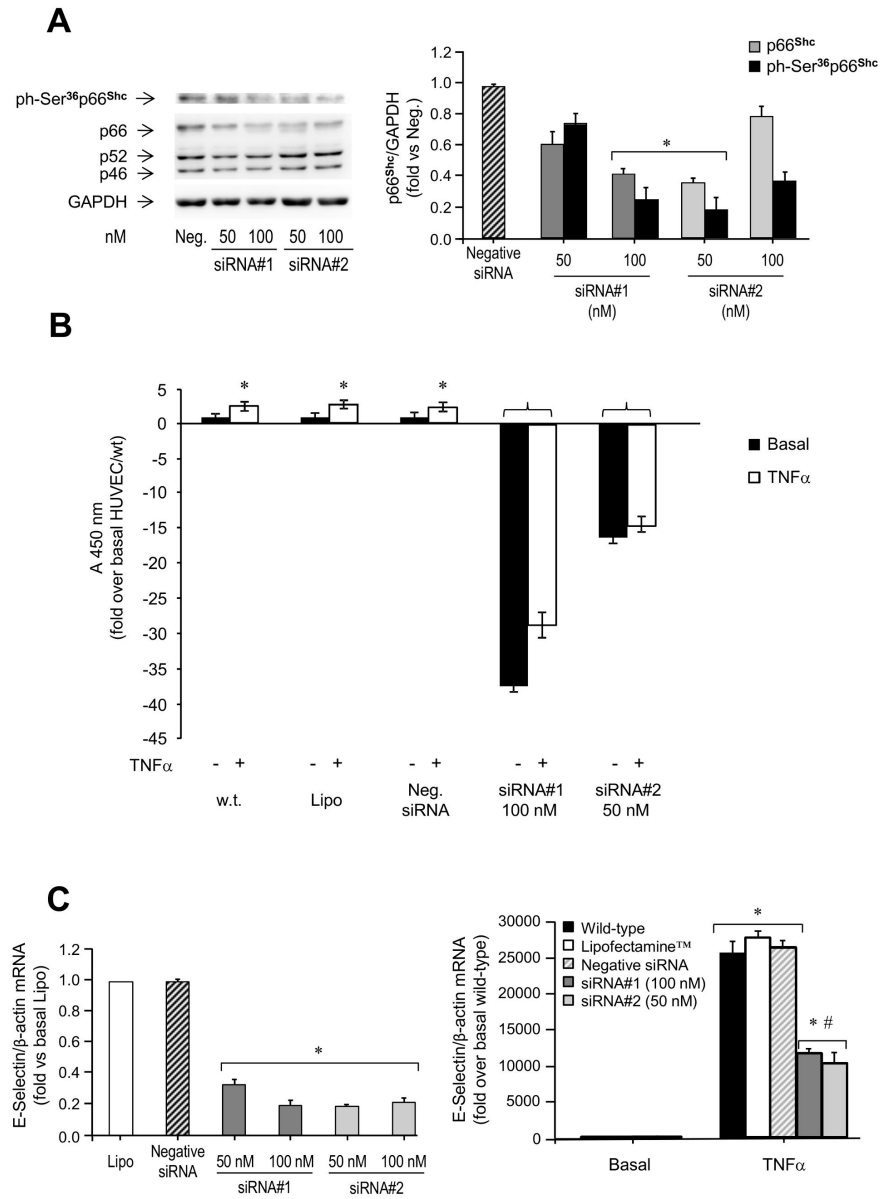 A
ph-Ser36p66Shc
p66
p52
p46
GAPDH
nM Neg. 50 100 50 100
siRNA#1 siRNA#2
p66Shc/GAPDH
(fold vs Neg.)
1.2
1.0
0.8
0.6
0.4
0.2
0.0
p66Shc
ph-Ser36p66Shc
*
Negative
siRNA
50 100 50 100
siRNA#1 siRNA#2
(nM) (nM)
B
A 450 nm
(fold over basal HUVEC/wt)
5
0
-5
-10
-15
-20
-25
-30
-35
-40
-45
* * *
Basal
TNFα
TNFα - + - + - + - + - +
w.t. Lipo Neg. siRNA#1 siRNA#2
siRNA 100 nM 50 nM
C
E-Selectin/β-actin mRNA
(fold vs basal Lipo)
1.2
1.0
0.8
0.6
0.4
0.2
0.0
*
Lipo Negative
siRNA
50 nM 100 nM 50 nM 100 nM
siRNA#1 siRNA#2
E-Selectin/β-actin mRNA
(fold over basal wild-type)
30000
25000
20000
15000
10000
5000
0
Wild-type
Lipofectamine™
Negative siRNA
siRNA#1 (100 nM)
siRNA#2 (50 nM)
*
* #
Basal TNFα